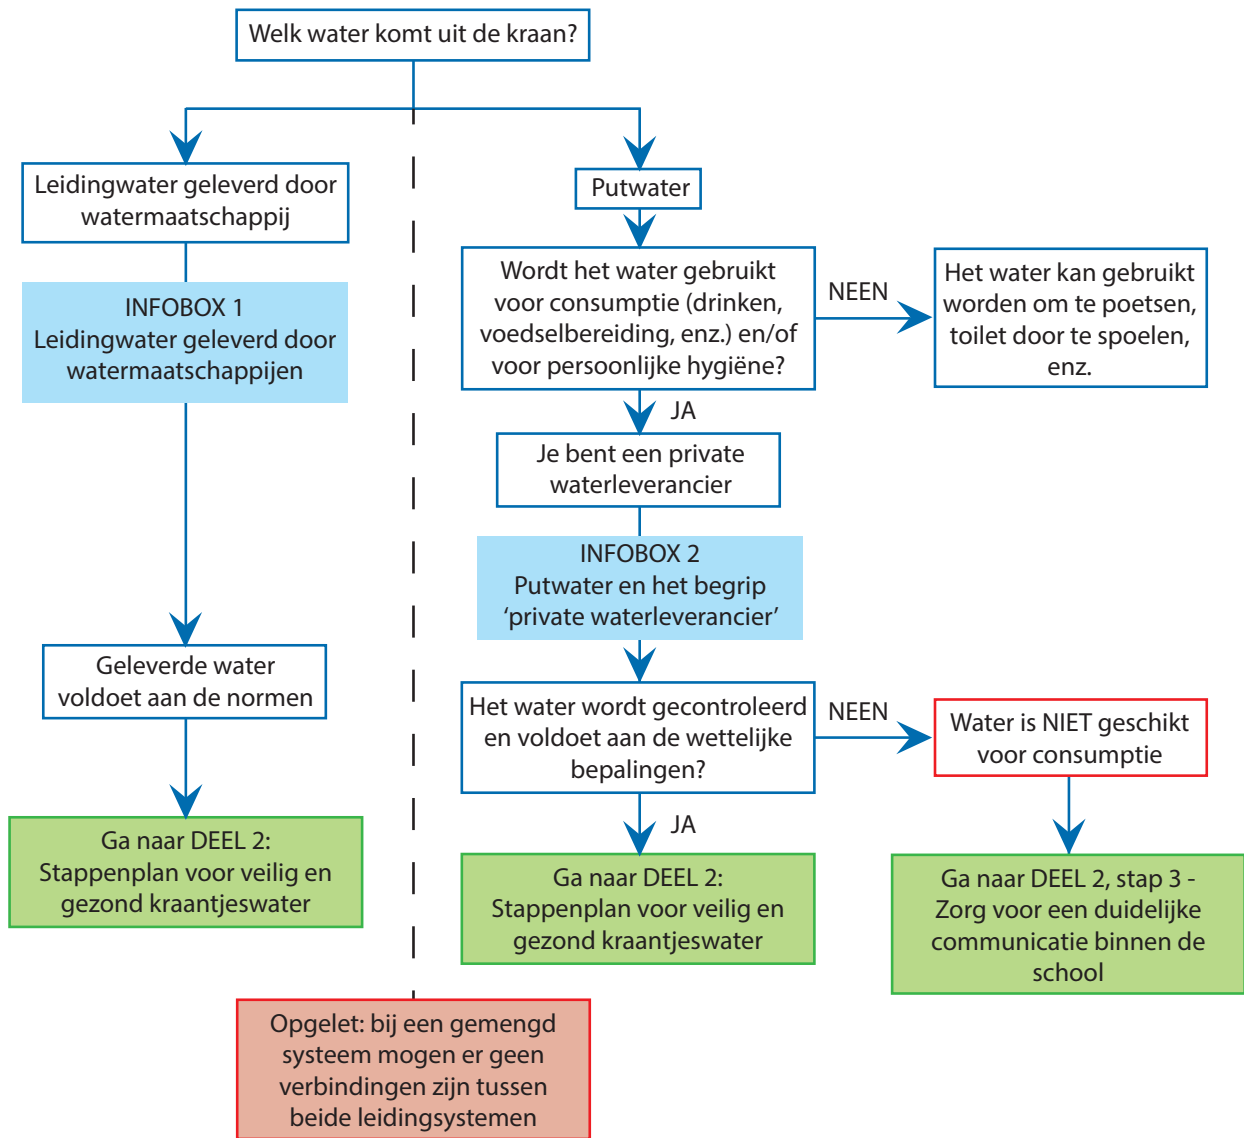 Welk water komt uit de kraan?
Leidingwater geleverd door
watermaatschappij
INFOBOX 1
Leidingwater geleverd door
watermaatschappijen
Geleverde water
voldoet aan de normen
Ga naar DEEL 2:
Stappenplan voor veilig en
gezond kraantjeswater
Putwater
Wordt het water gebruikt
voor consumptie (drinken,
voedselbereiding, enz.) en/of
voor persoonlijke hygiëne?
NEEN
Het water kan gebruikt
worden om te poetsen,
toilet door te spoelen,
enz.
JA
Je bent een private
waterleverancier
INFOBOX 2
Putwater en het begrip
‘private waterleverancier’
Het water wordt gecontroleerd
en voldoet aan de wettelijke
bepalingen?
NEEN
Water is NIET geschikt
voor consumptie
JA
Ga naar DEEL 2:
Stappenplan voor veilig en
gezond kraantjeswater
Ga naar DEEL 2, stap 3 -
Zorg voor een duidelijke
communicatie binnen de
school
Opgelet: bij een gemengd
systeem mogen er geen
verbindingen zijn tussen
beide leidingsystemen